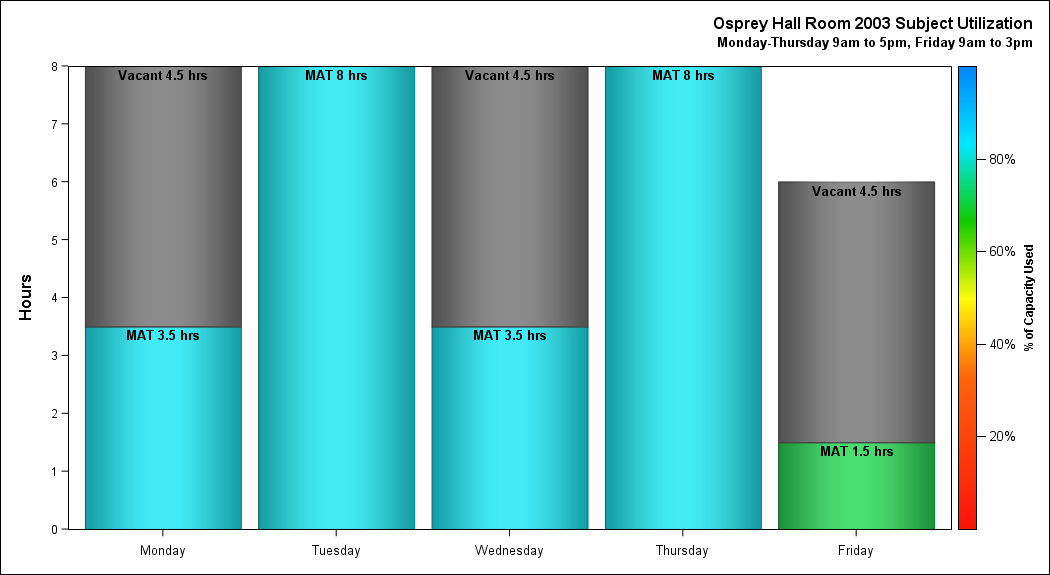 Osprey Hall Room 2003 Subject Utilization
Monday-Thursday 9am to 5pm, Friday 9am to 3pm
Hours
8
7
6
5
4
3
2
1
0
Vacant 4.5 hrs
MAT 3.5 hrs
MAT 8 hrs
Vacant 4.5 hrs
MAT 3.5 hrs
MAT 8 hrs
Vacant 4.5 hrs
MAT 1.5 hrs
Monday
Tuesday
Wednesday
Thursday
Friday
80%
60%
40%
20%
% of Capacity Used